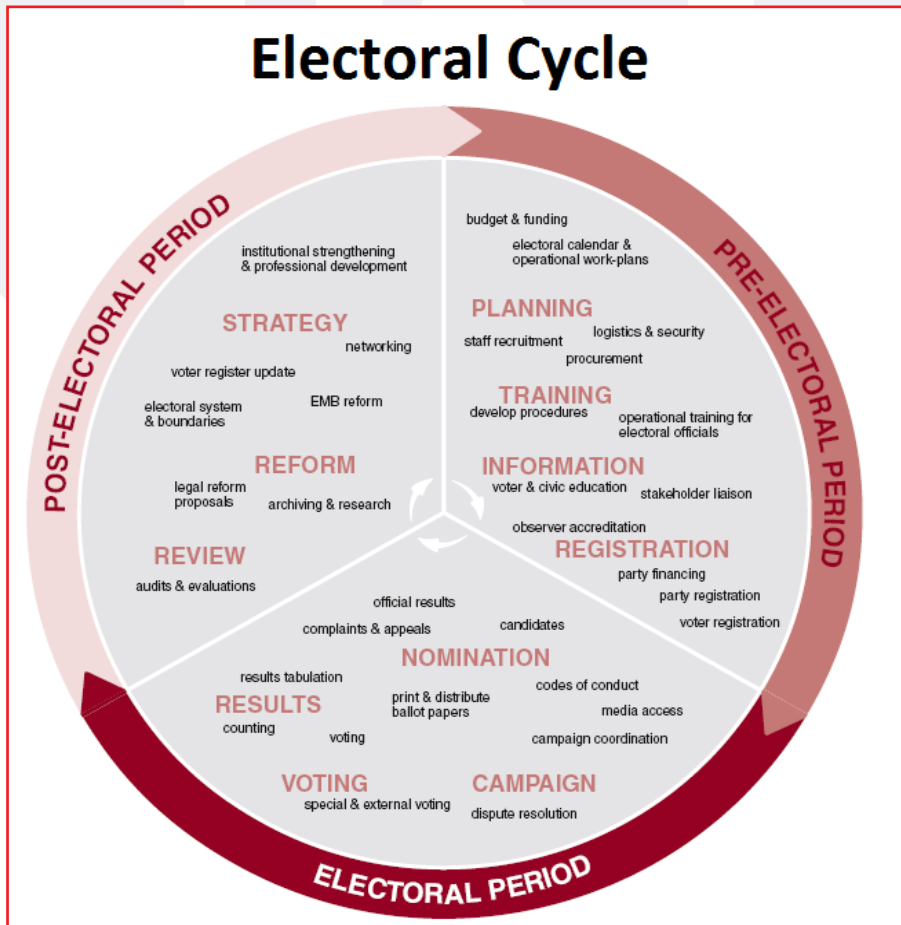 Electoral Cycle
POST-ELECTORAL PERIOD
PRE-ELECTORAL PERIOD
ELECTORAL PERIOD
budget & funding
electoral calendar &
operational work-plans
PLANNING
logistics & security
staff recruitment
procurement
TRAINING
develop procedures
operational training for
electoral officials
INFORMATION
voter & civic education
stakeholder liaison
observer accreditation
REGISTRATION
party financing
party registration
voter registration
candidates
NOMINATION
codes of conduct
print & distribute
ballot papers
media access
campaign coordination
CAMPAIGN
dispute resolution
official results
complaints & appeals
results tabulation
RESULTS
counting
voting
VOTING
special & external voting
institutional strengthening
& professional development
STRATEGY
networking
voter register update
EMB reform
electoral system
& boundaries
REFORM
legal reform
proposals
archiving & research
REVIEW
audits & evaluations